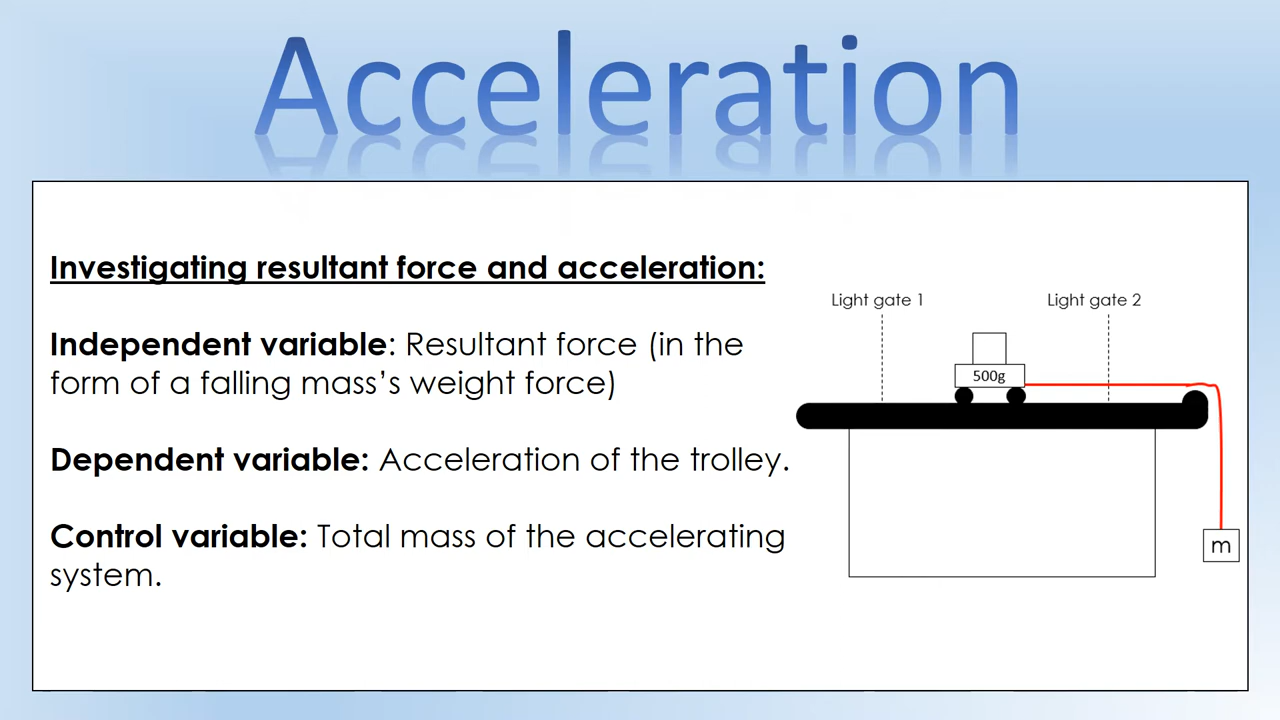 Acceleration
Investigating resultant force and acceleration:
Independent variable: Resultant force (in the
form of a falling mass’s weight force)
Dependent variable: Acceleration of the trolley.
Control variable: Total mass of the accelerating
system.
Light gate 1
Light gate 2
500g
m